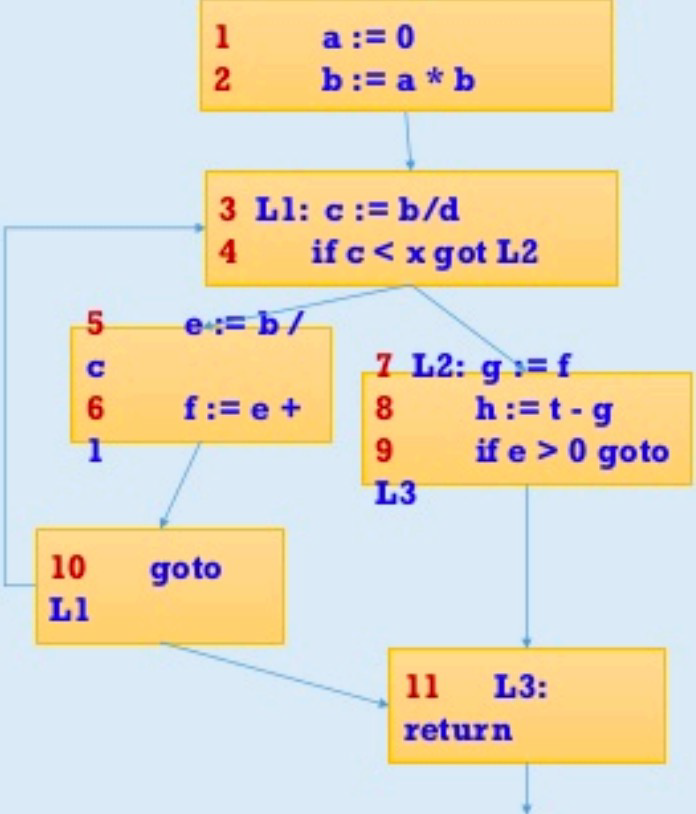 1 a := 0
2 b := a * b
3 L1: c := b/d
4 if c < x got L2
5 e := b /
c
6 f := e +
1
7 L2: g := f
8 h := t - g
9 if e > 0 goto
L3
10 goto
L1
11 L3:
return